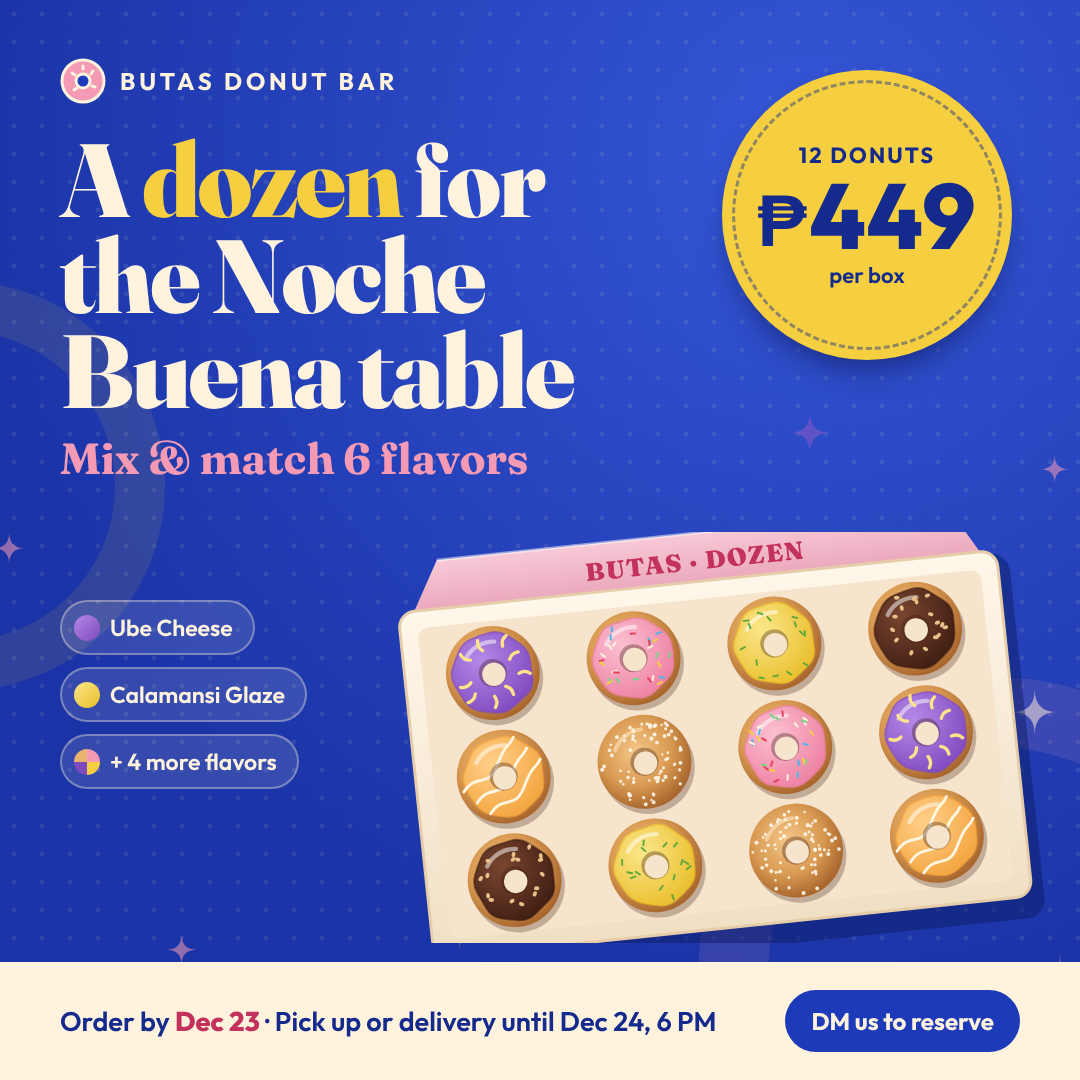 BUTAS DONUT BAR
A dozen for
the Noche
Buena table
Mix & match 6 flavors
12 DONUTS
₱449
per box
BUTAS · DOZEN
Ube Cheese
Calamansi Glaze
+ 4 more flavors
Order by Dec 23 · Pick up or delivery until Dec 24, 6 PM
DM us to reserve